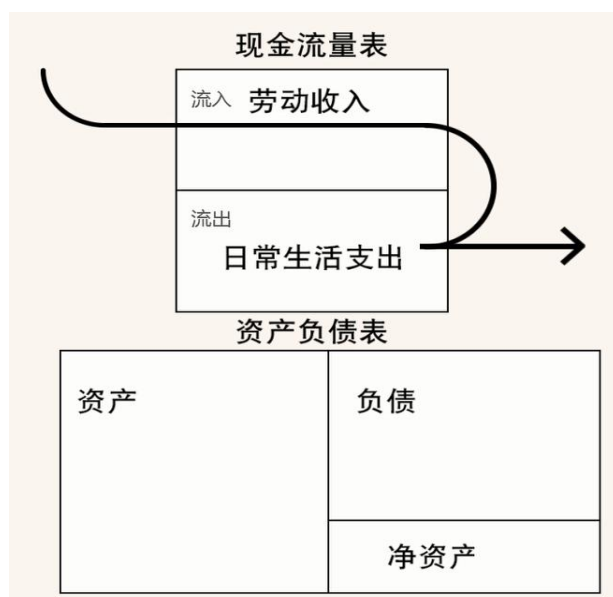 现金流量表
流入 劳动收入
流出
日常生活支出
资产负债表
资产
负债
净资产